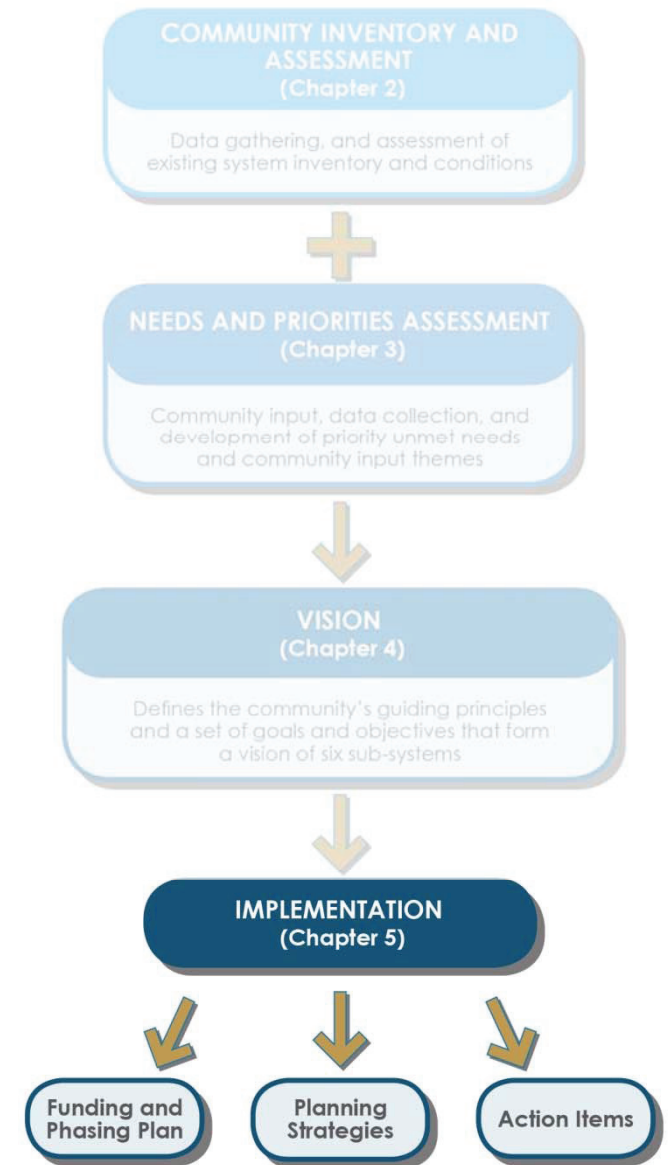 COMMUNITY INVENTORY AND
ASSESSMENT
(Chapter 2)
Data gathering, and assessment of
existing system inventory and conditions
NEEDS AND PRIORITIES ASSESSMENT
(Chapter 3)
Community input, data collection, and
development of priority unmet needs
and community input themes
VISION
(Chapter 4)
Defines the community's guiding principles
and a set of goals and objectives that form
a vision of six sub-systems
IMPLEMENTATION
(Chapter 5)
Funding and
Phasing Plan
Planning
Strategies
Action Items